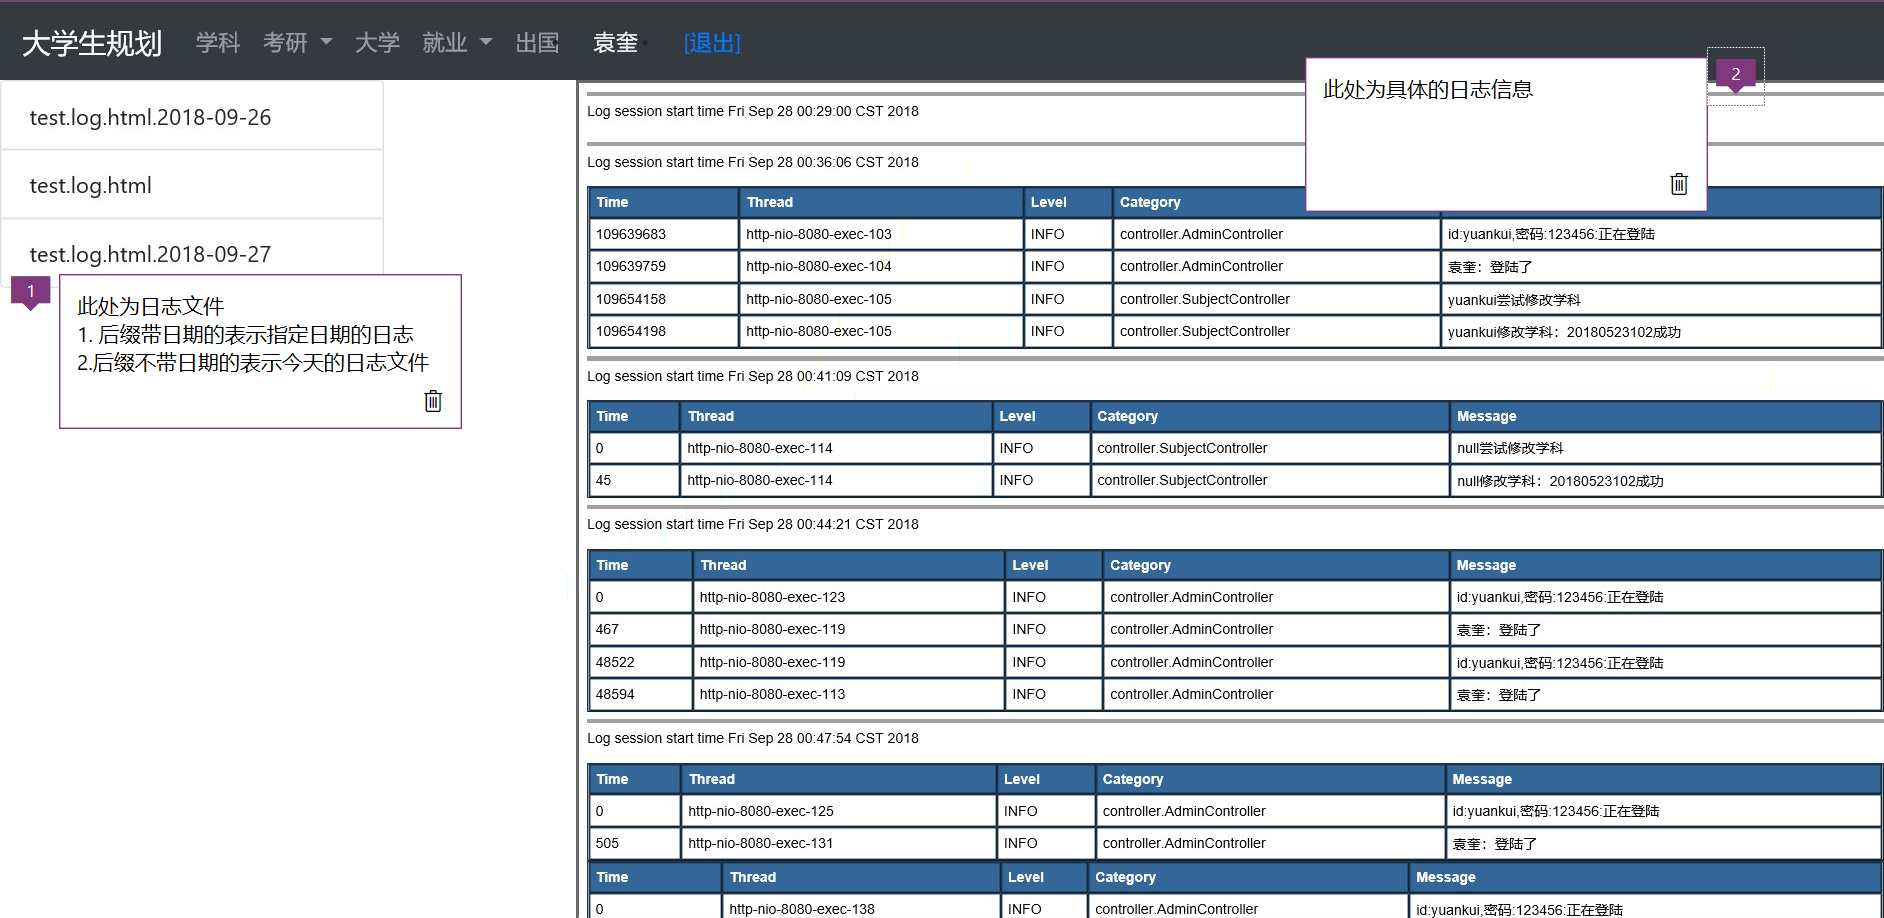 大学生规划 学科 考研 大学 就业 出国 袁奎 [退出]
test.log.html.2018-09-26
test.log.html
test.log.html.2018-09-27
1
此处为日志文件
1. 后缀带日期的表示指定日期的日志
2.后缀不带日期的表示今天的日志文件
2
此处为具体的日志信息
Log session start time Fri Sep 28 00:29:00 CST 2018
Log session start time Fri Sep 28 00:36:06 CST 2018
Time Thread Level Category
109639683 http-nio-8080-exec-103 INFO controller.AdminController id:yuankui,密码:123456:正在登陆
109639759 http-nio-8080-exec-104 INFO controller.AdminController 袁奎：登陆了
109654158 http-nio-8080-exec-105 INFO controller.SubjectController yuankui尝试修改学科
109654198 http-nio-8080-exec-105 INFO controller.SubjectController yuankui修改学科：20180523102成功
Log session start time Fri Sep 28 00:41:09 CST 2018
Time Thread Level Category Message
0 http-nio-8080-exec-114 INFO controller.SubjectController null尝试修改学科
45 http-nio-8080-exec-114 INFO controller.SubjectController null修改学科：20180523102成功
Log session start time Fri Sep 28 00:44:21 CST 2018
Time Thread Level Category Message
0 http-nio-8080-exec-123 INFO controller.AdminController id:yuankui,密码:123456:正在登陆
467 http-nio-8080-exec-119 INFO controller.AdminController 袁奎：登陆了
48522 http-nio-8080-exec-119 INFO controller.AdminController id:yuankui,密码:123456:正在登陆
48594 http-nio-8080-exec-113 INFO controller.AdminController 袁奎：登陆了
Log session start time Fri Sep 28 00:47:54 CST 2018
Time Thread Level Category Message
0 http-nio-8080-exec-125 INFO controller.AdminController id:yuankui,密码:123456:正在登陆
505 http-nio-8080-exec-131 INFO controller.AdminController 袁奎：登陆了
Time Thread Level Category Message
0 http-nio-8080-exec-138 INFO controller.AdminController id:yuankui,密码:123456:正在登陆